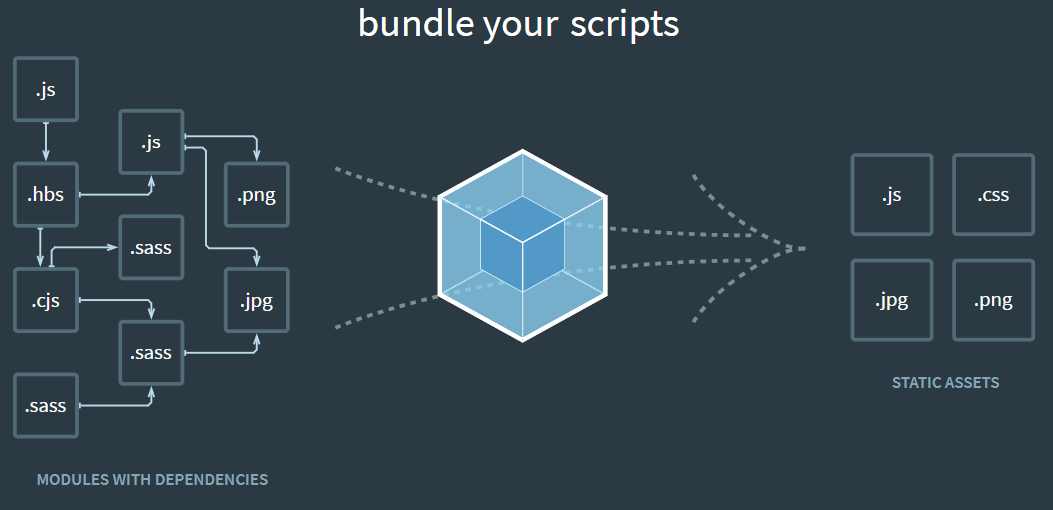 bundle your scripts
.js
.js
.hbs
.png
.sass
.cjs
.jpg
.sass
.sass
MODULES WITH DEPENDENCIES
.js
.css
.jpg
.png
STATIC ASSETS